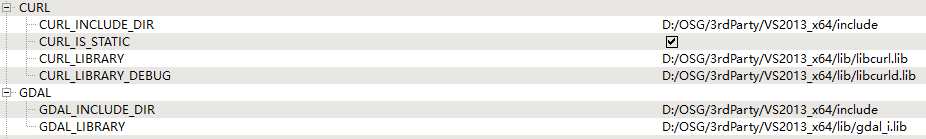 CURL
CURL_INCLUDE_DIR D:/OSG/3rdParty/VS2013_x64/include
CURL_IS_STATIC
CURL_LIBRARY D:/OSG/3rdParty/VS2013_x64/lib/libcurl.lib
CURL_LIBRARY_DEBUG D:/OSG/3rdParty/VS2013_x64/lib/libcurld.lib
GDAL
GDAL_INCLUDE_DIR D:/OSG/3rdParty/VS2013_x64/include
GDAL_LIBRARY D:/OSG/3rdParty/VS2013_x64/lib/gdal_i.lib